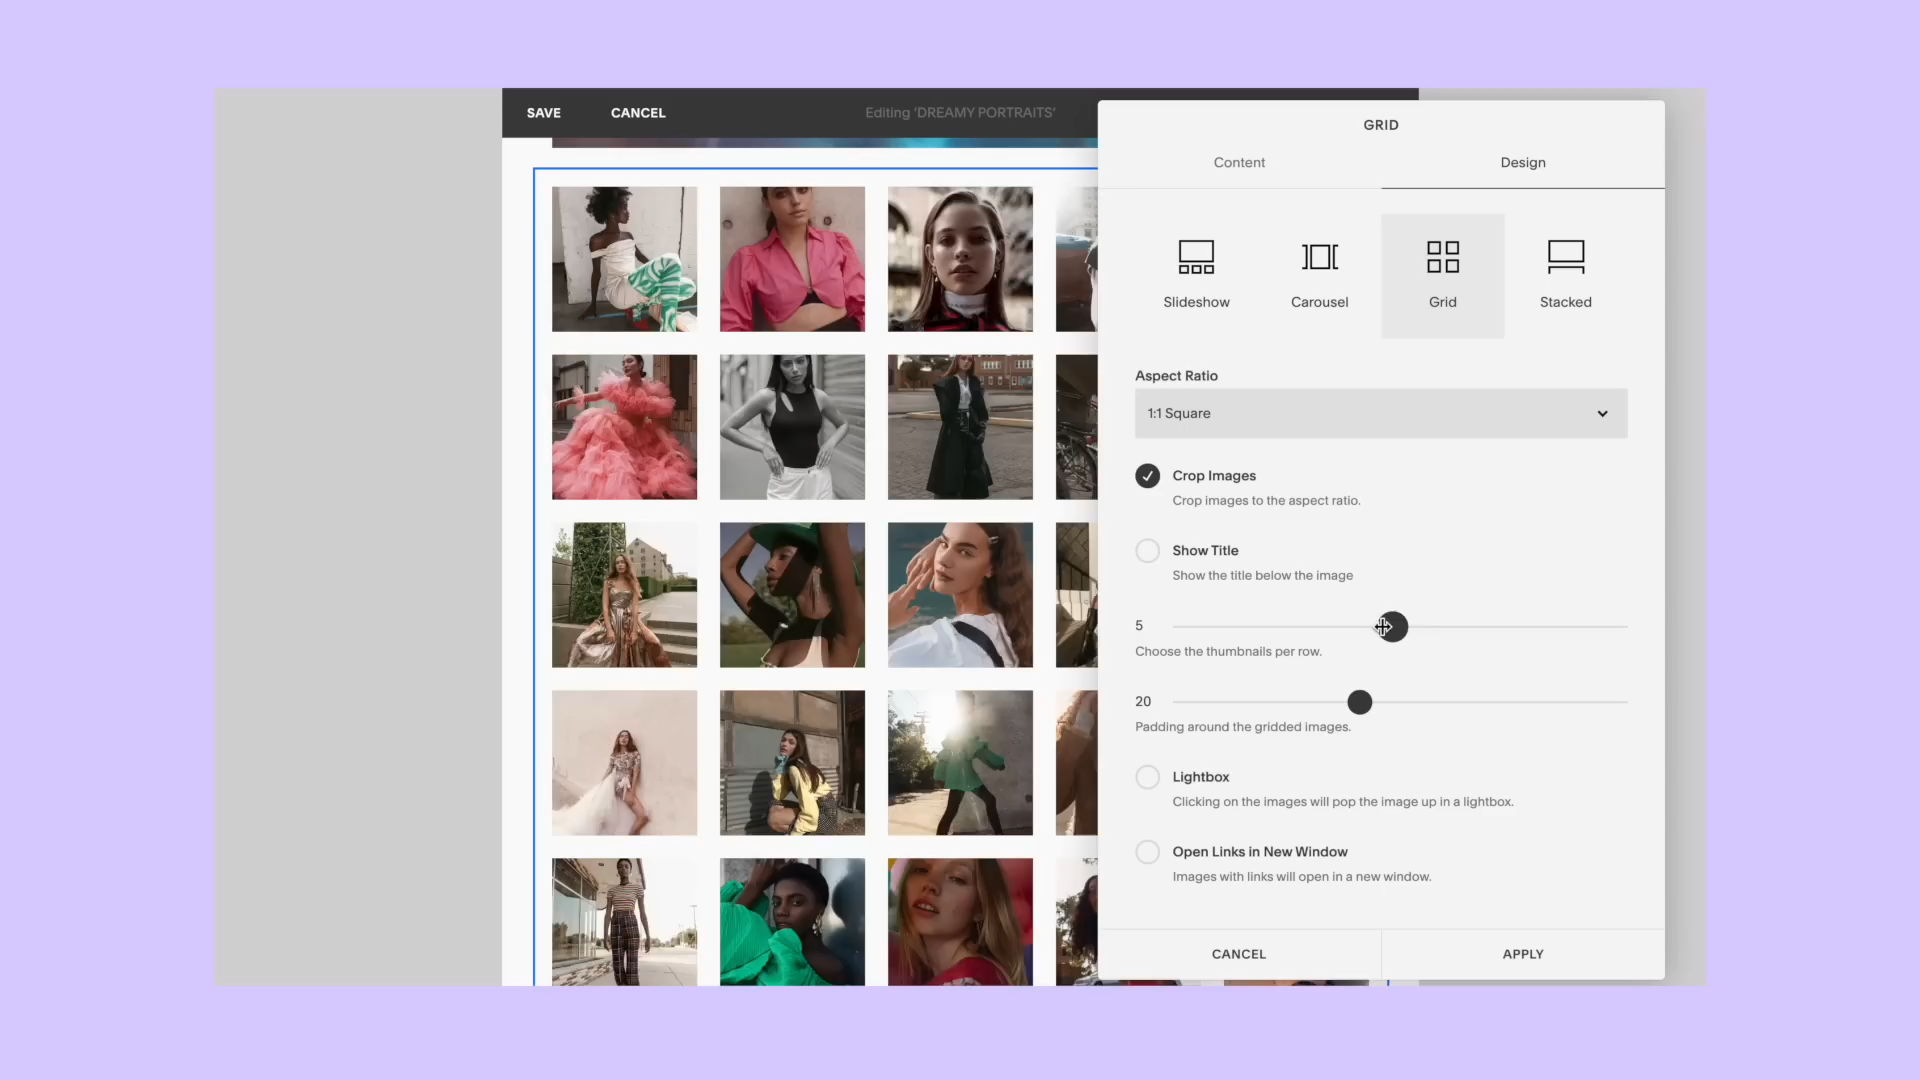 SAVE
CANCEL
Editing ‘DREAMY PORTRAITS’
GRID
Content
Design
Slideshow
Carousel
Grid
Stacked
Aspect Ratio
1:1 Square
Crop Images
Crop images to the aspect ratio.
Show Title
Show the title below the image
5
Choose the thumbnails per row.
20
Padding around the gridded images.
Lightbox
Clicking on the images will pop the image up in a lightbox.
Open Links in New Window
Images with links will open in a new window.
CANCEL
APPLY